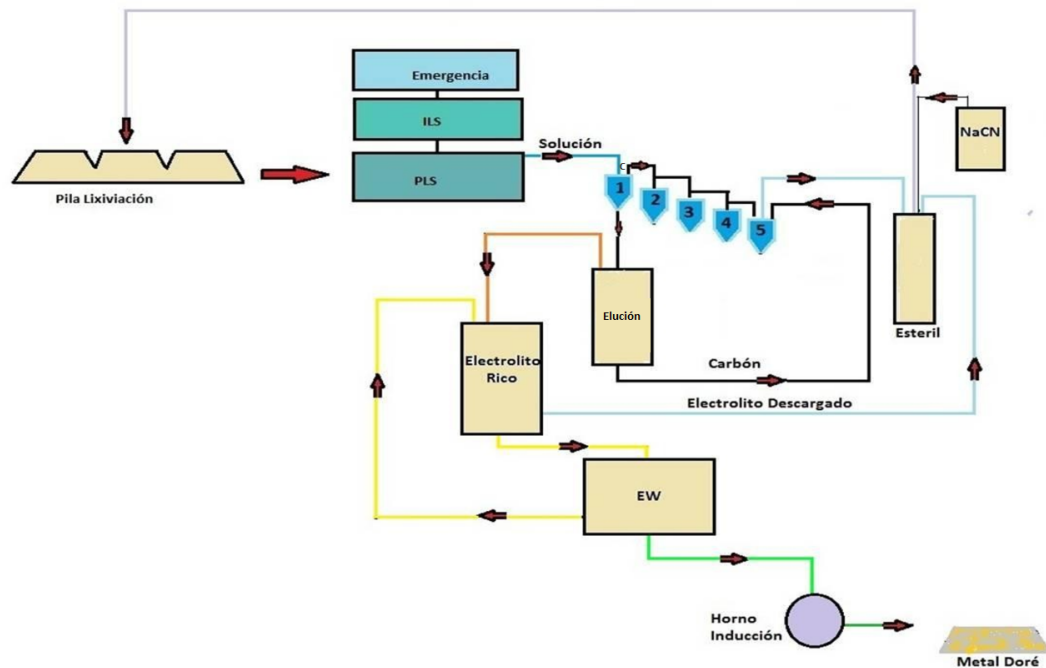 Emergencia
ILS
PLS
Solución
NaCN
Pila Lixiviación
C
1
2
3
4
5
Esteril
Elución
Electrolito
Rico
Carbón
Electrolito Descargado
EW
Horno
Inducción
Metal Doré